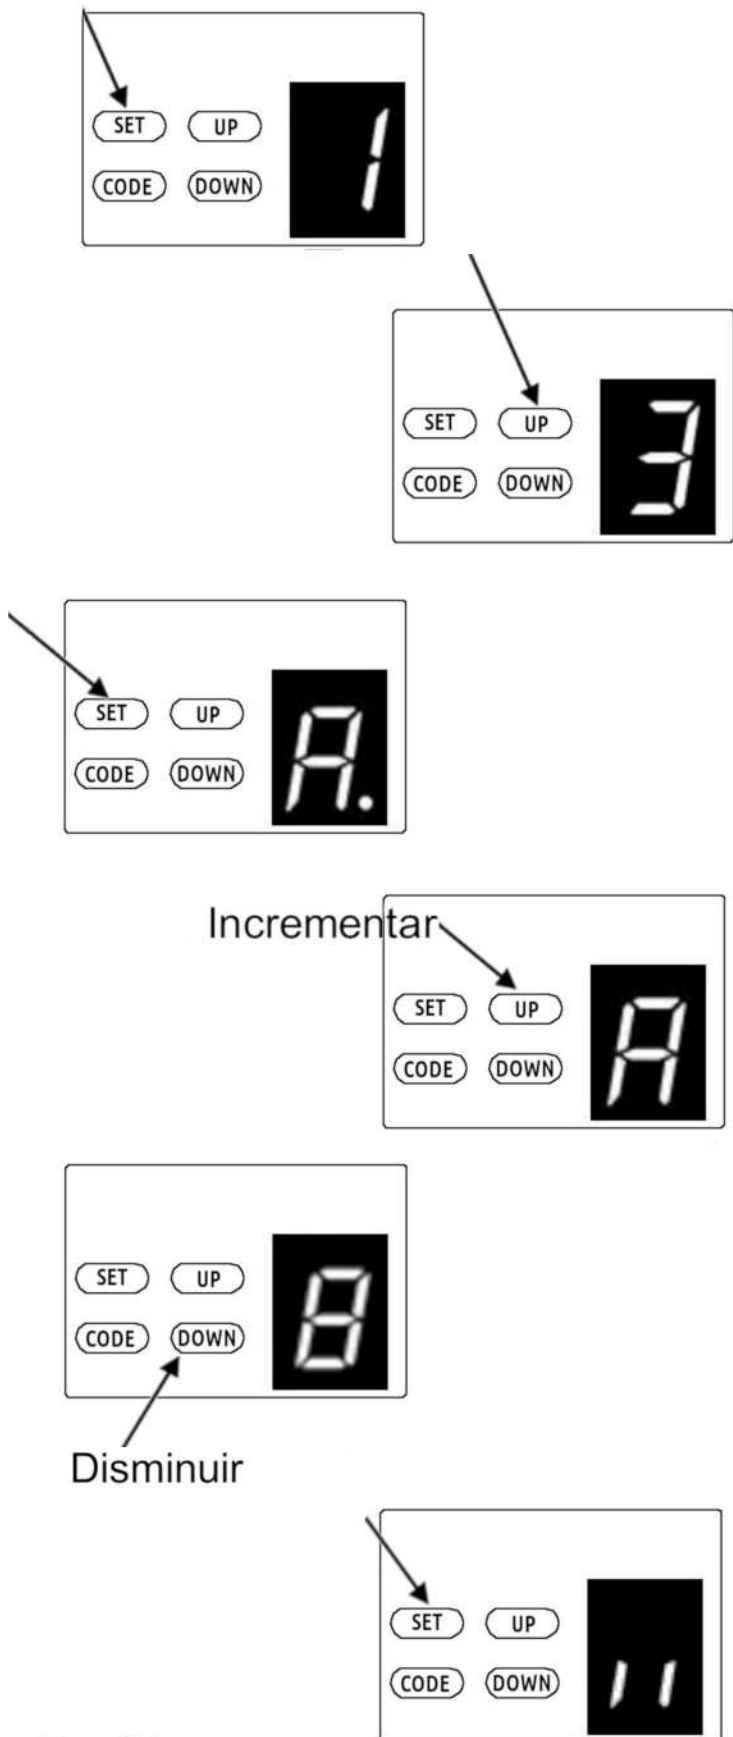 SET UP
1
CODE DOWN
SET UP
3
CODE DOWN
SET UP
A.
CODE DOWN
Incrementar
SET UP
A
CODE DOWN
SET UP
8
CODE DOWN
Disminuir
SET UP
CODE DOWN
ıı